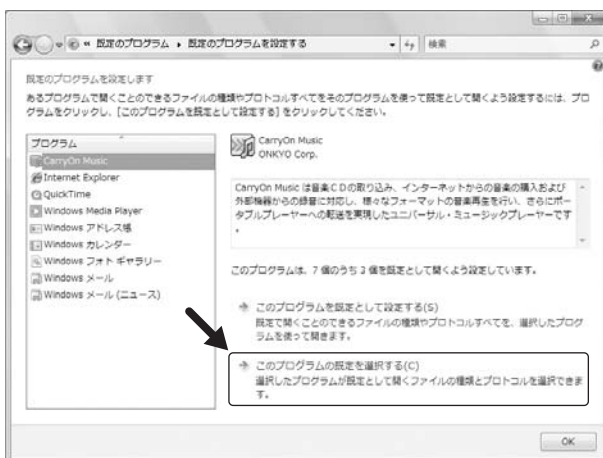 « 既定のプログラム ▸ 既定のプログラムを設定する
検索
既定のプログラムを設定します
あるプログラムで開くことのできるファイルの種類やプロトコルすべてをそのプログラムを使って既定として開くよう設定するには、プロ
グラムをクリックし、[このプログラムを既定として設定する] をクリックしてください。
プログラム
CarryOn Music
Internet Explorer
QuickTime
Windows Media Player
Windows アドレス帳
Windows カレンダー
Windows フォト ギャラリー
Windows メール
Windows メール (ニュース)
CarryOn Music
ONKYO Corp.
CarryOn Music は音楽CDの取り込み、インターネットからの音楽の購入および
外部機器からの録音に対応し、様々なフォーマットの音楽再生を行い、さらにポー
タブルプレーヤーへの転送を実現したユニバーサル・ミュージックプレーヤーです
。
このプログラムは、7 個のうち 3 個を既定として開くよう設定しています。
このプログラムを既定として設定する(S)
既定で開くことのできるファイルの種類やプロトコルすべてを、選択したプログ
ラムを使って開きます。
このプログラムの既定を選択する(C)
選択したプログラムが既定として開くファイルの種類とプロトコルを選択できま
す。
OK